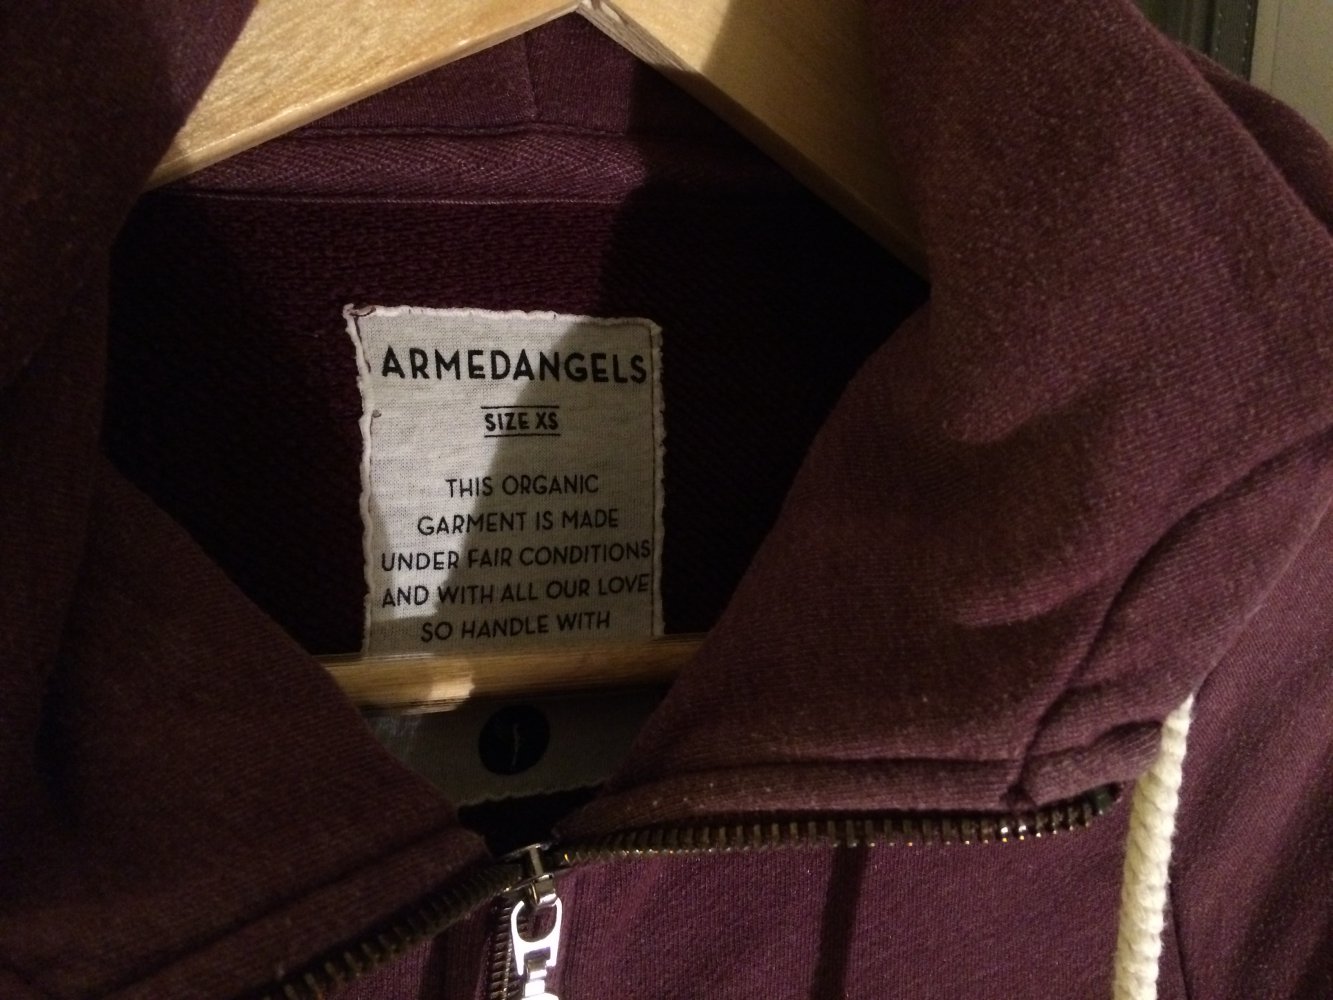 ARMEDANGELS
SIZE XS
THIS ORGANIC
GARMENT IS MADE
UNDER FAIR CONDITIONS
AND WITH ALL OUR LOVE
SO HANDLE WITH